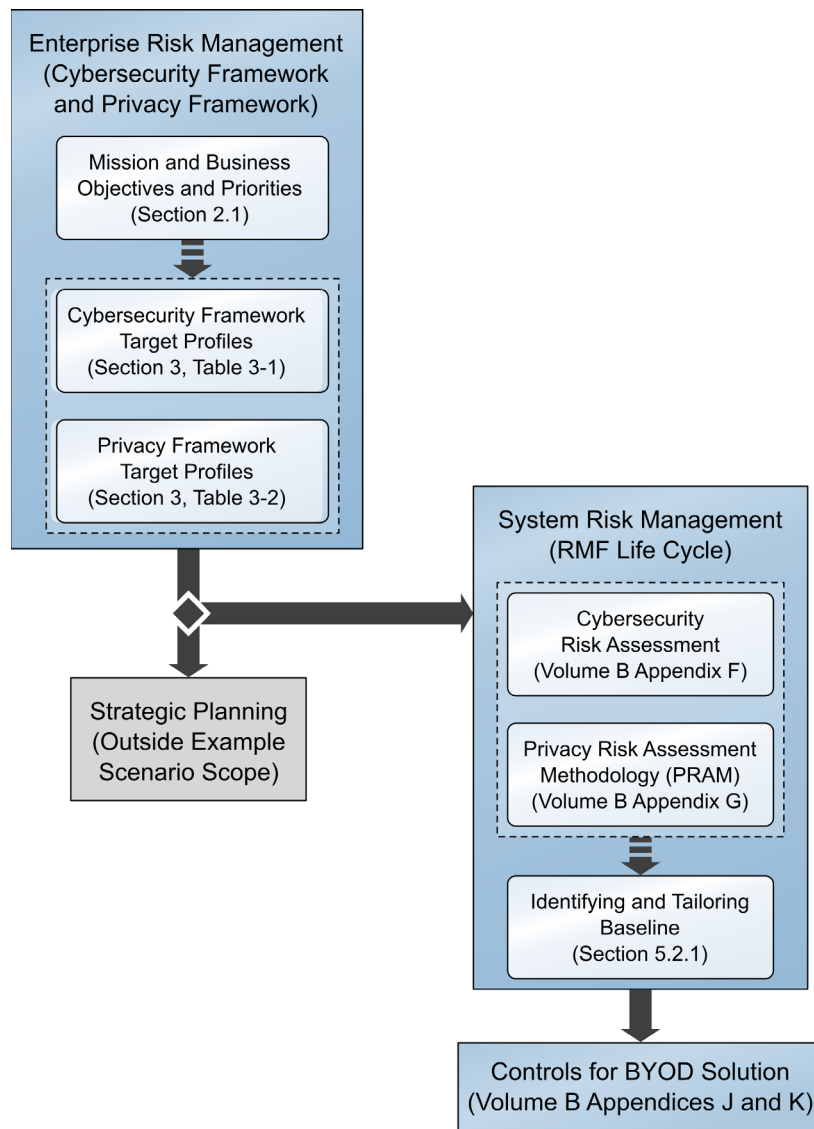 Enterprise Risk Management
(Cybersecurity Framework
and Privacy Framework)
Mission and Business
Objectives and Priorities
(Section 2.1)
Cybersecurity Framework
Target Profiles
(Section 3, Table 3-1)
Privacy Framework
Target Profiles
(Section 3, Table 3-2)
Strategic Planning
(Outside Example
Scenario Scope)
System Risk Management
(RMF Life Cycle)
Cybersecurity
Risk Assessment
(Volume B Appendix F)
Privacy Risk Assessment
Methodology (PRAM)
(Volume B Appendix G)
Identifying and Tailoring
Baseline
(Section 5.2.1)
Controls for BYOD Solution
(Volume B Appendices J and K)